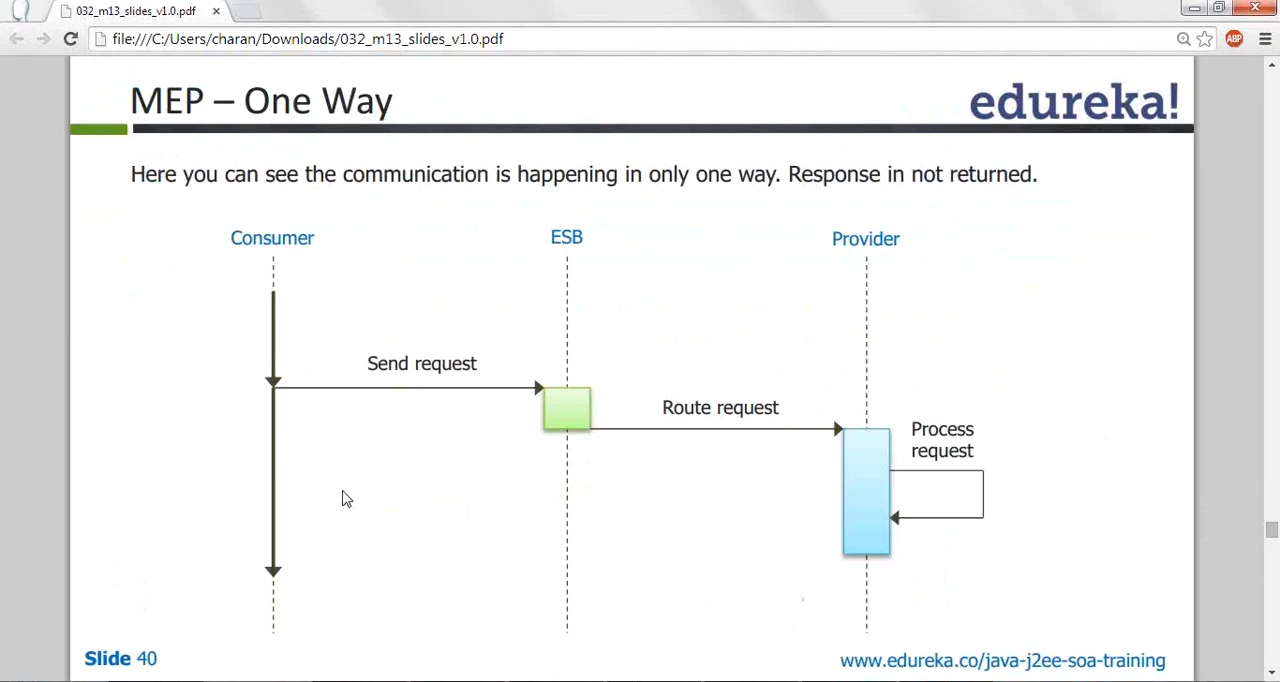 032_m13_slides_v1.0.pdf
file:///C:/Users/charan/Downloads/032_m13_slides_v1.0.pdf
ABP
MEP – One Way
edureka!
Here you can see the communication is happening in only one way. Response in not returned.
Consumer
ESB
Provider
Send request
Route request
Process
request
Slide 40
www.edureka.co/java-j2ee-soa-training